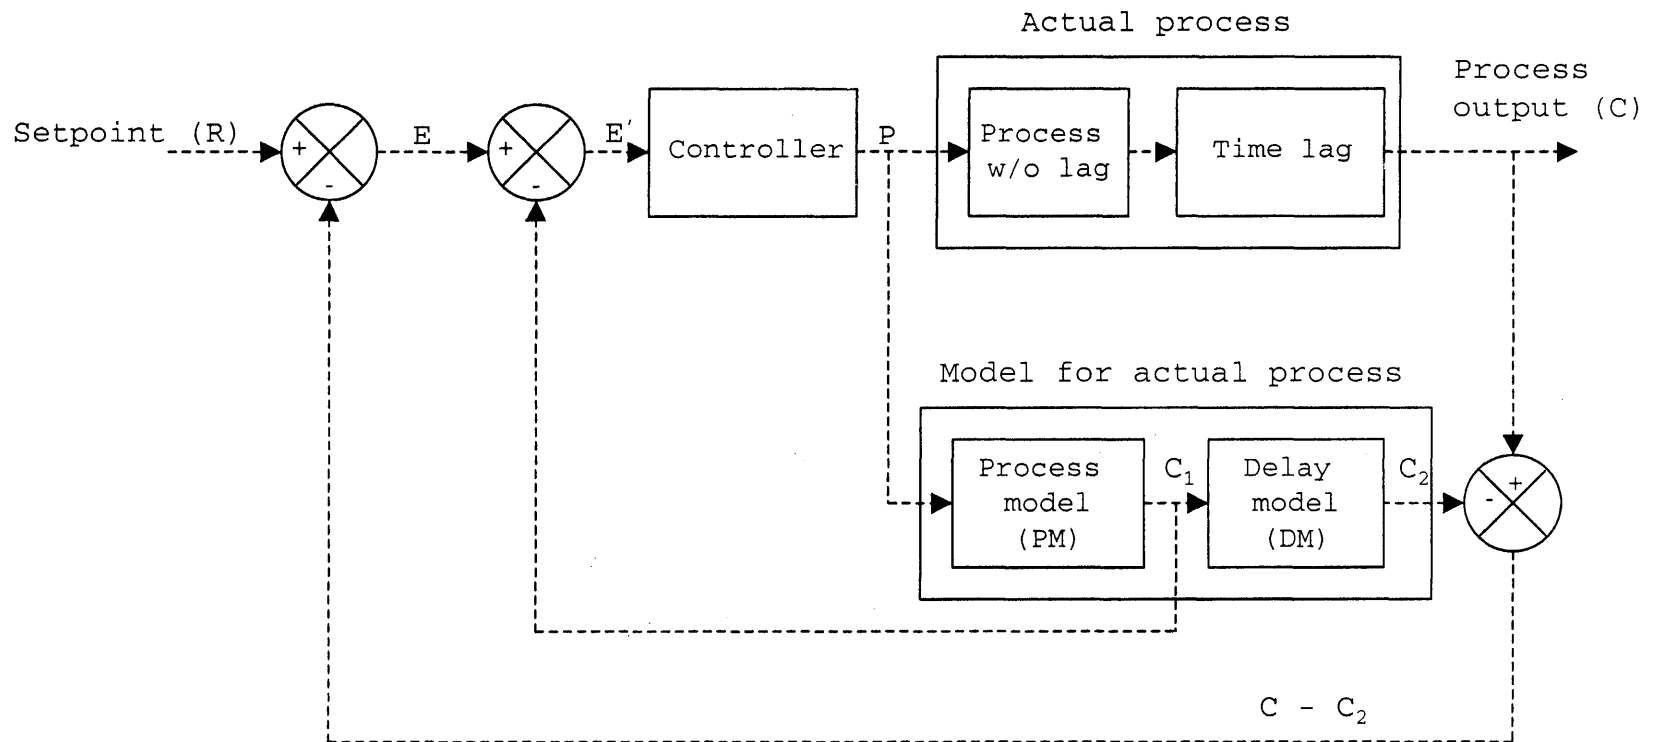 Actual process
Process
output (C)
Setpoint (R)
+
-
E
+
-
E'
Controller
P
Process
w/o lag
Time lag
Model for actual process
Process
model
(PM)
C₁
Delay
model
(DM)
C₂
+
-
C - C₂